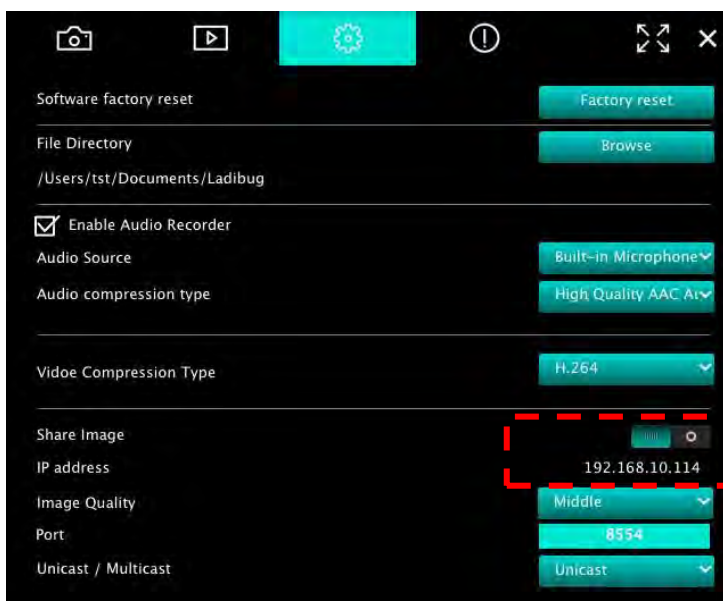 Software factory reset Factory reset
File Directory Browse
/Users/tst/Documents/Ladibug
Enable Audio Recorder
Audio Source Built-in Microphone
Audio compression type High Quality AAC
Vidoe Compression Type H.264
Share Image
IP address 192.168.10.114
Image Quality Middle
Port 8554
Unicast / Multicast Unicast